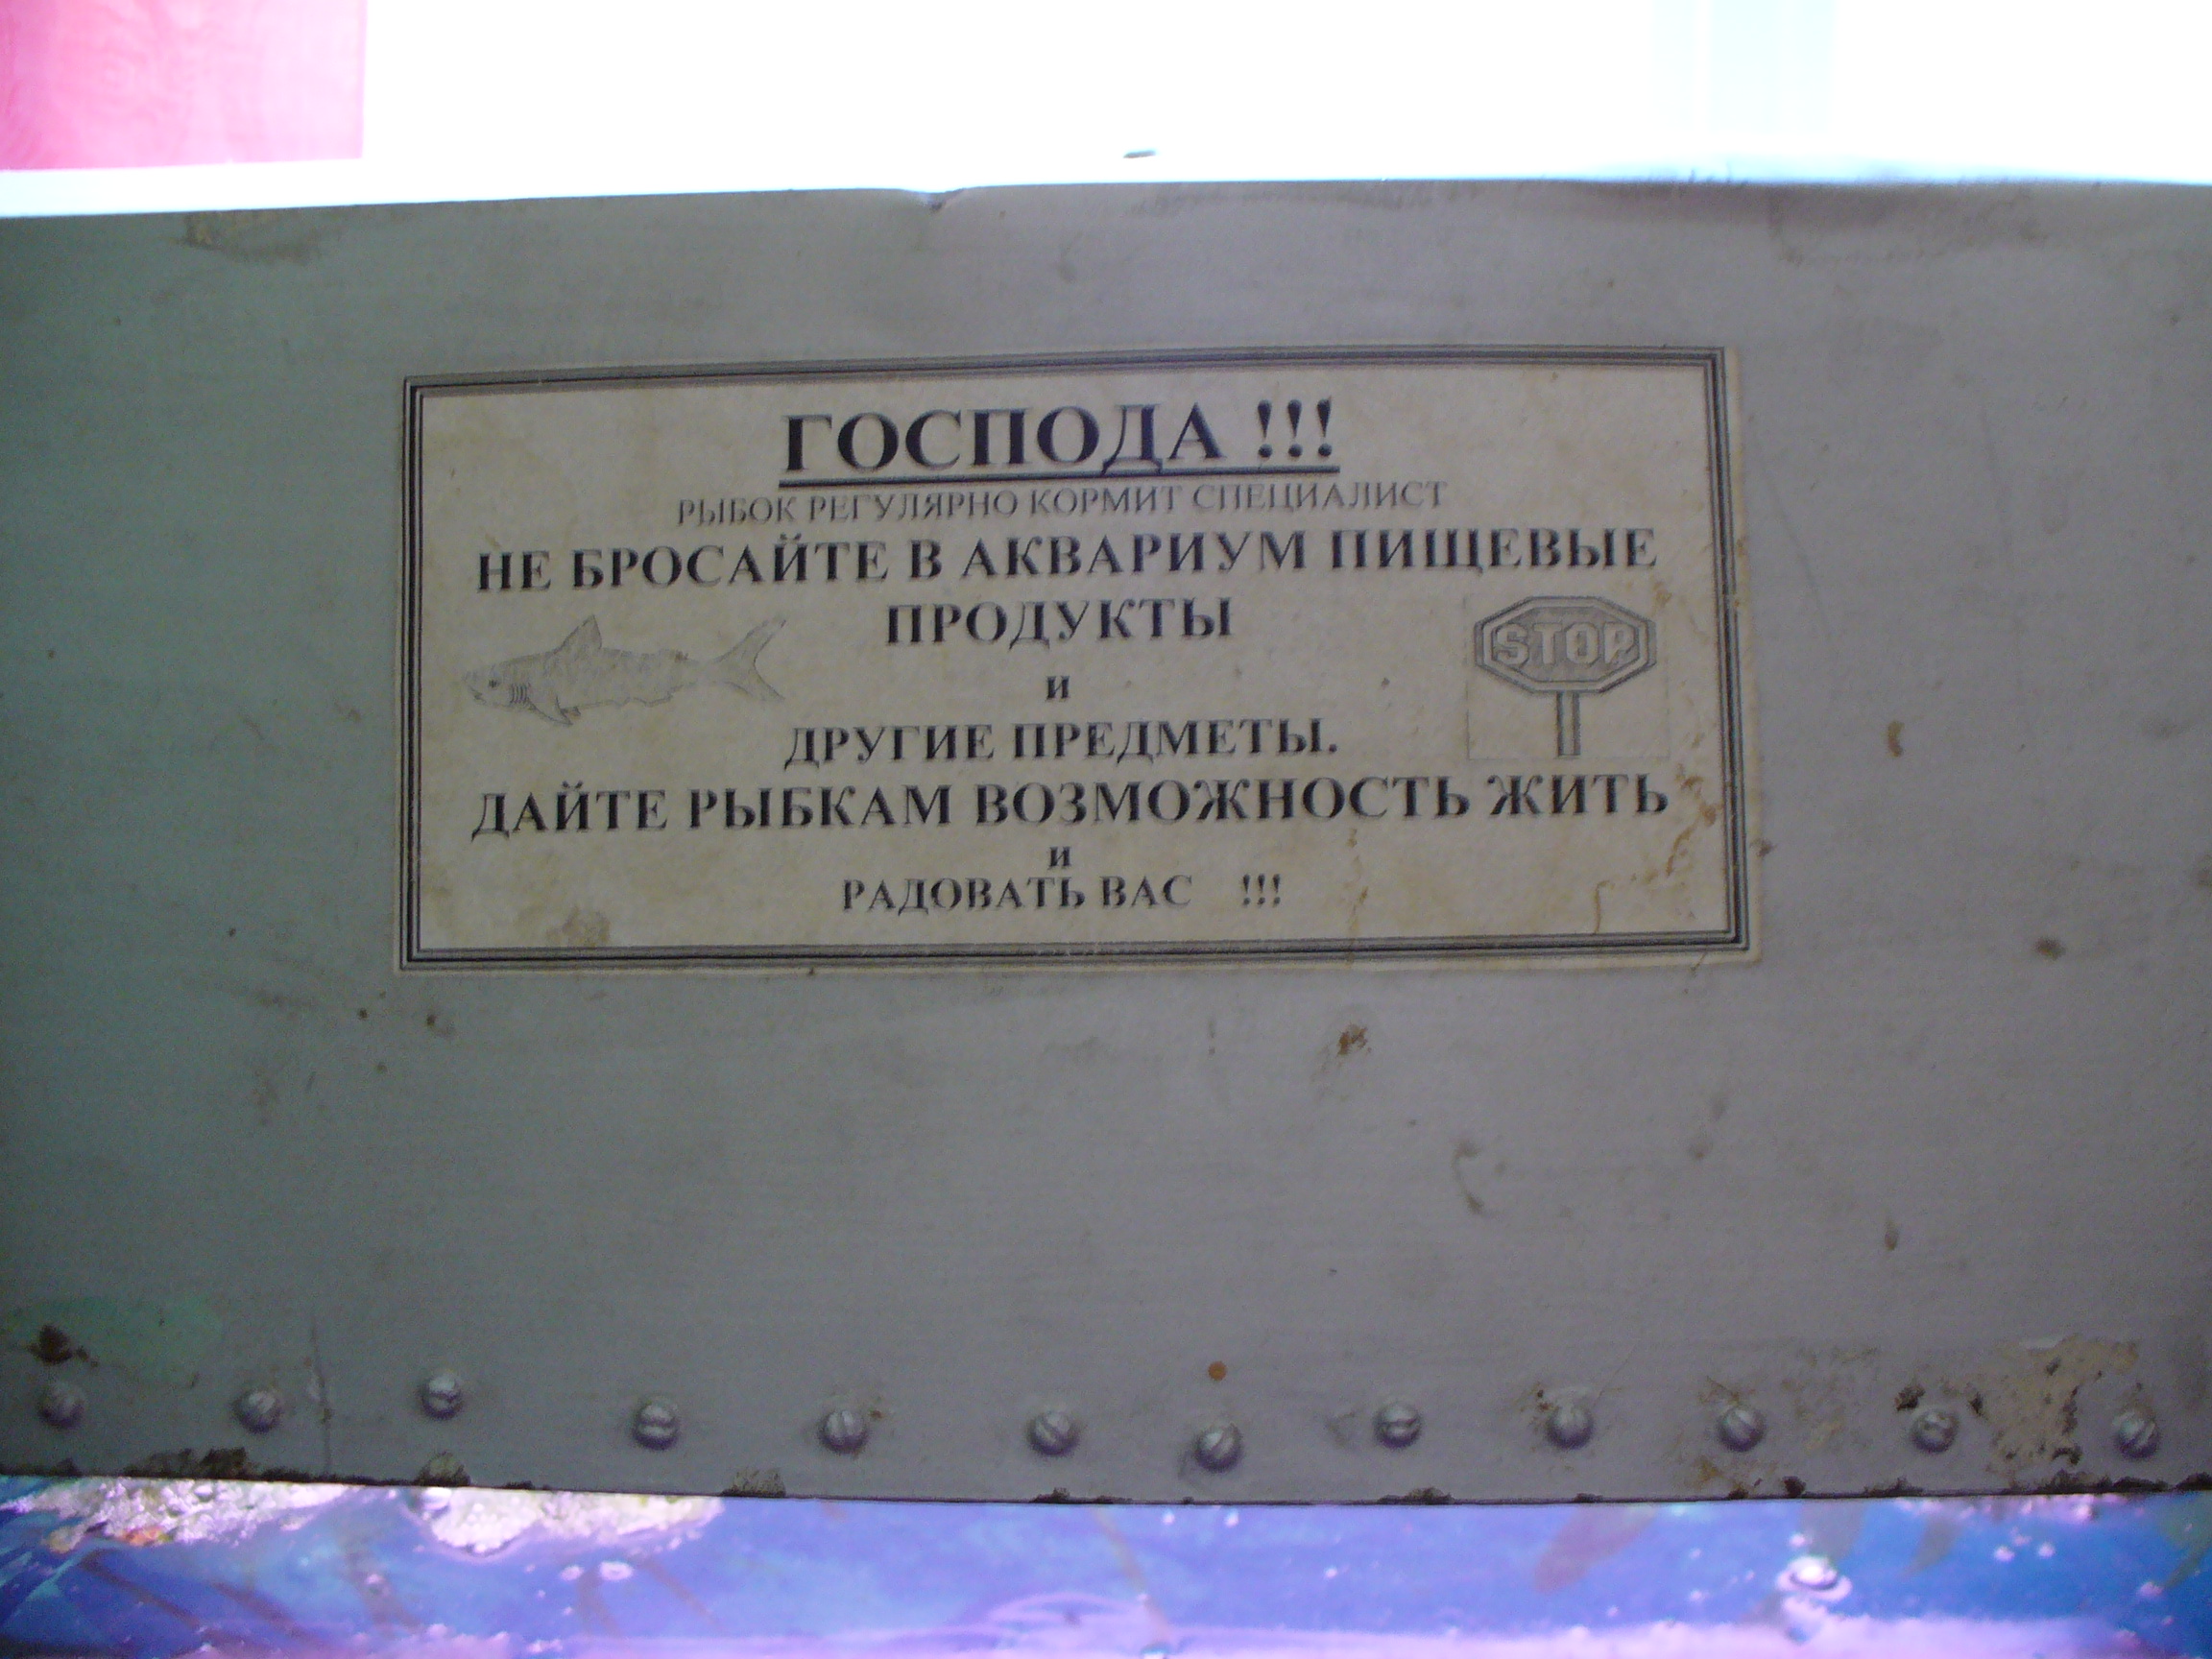 ГОСПОДА !!!
РЫБОК РЕГУЛЯРНО КОРМИТ СПЕЦИАЛИСТ
НЕ БРОСАЙТЕ В АКВАРИУМ ПИЩЕВЫЕ
ПРОДУКТЫ
STOP
и
ДРУГИЕ ПРЕДМЕТЫ.
ДАЙТЕ РЫБКАМ ВОЗМОЖНОСТЬ ЖИТЬ
и
РАДОВАТЬ ВАС !!!